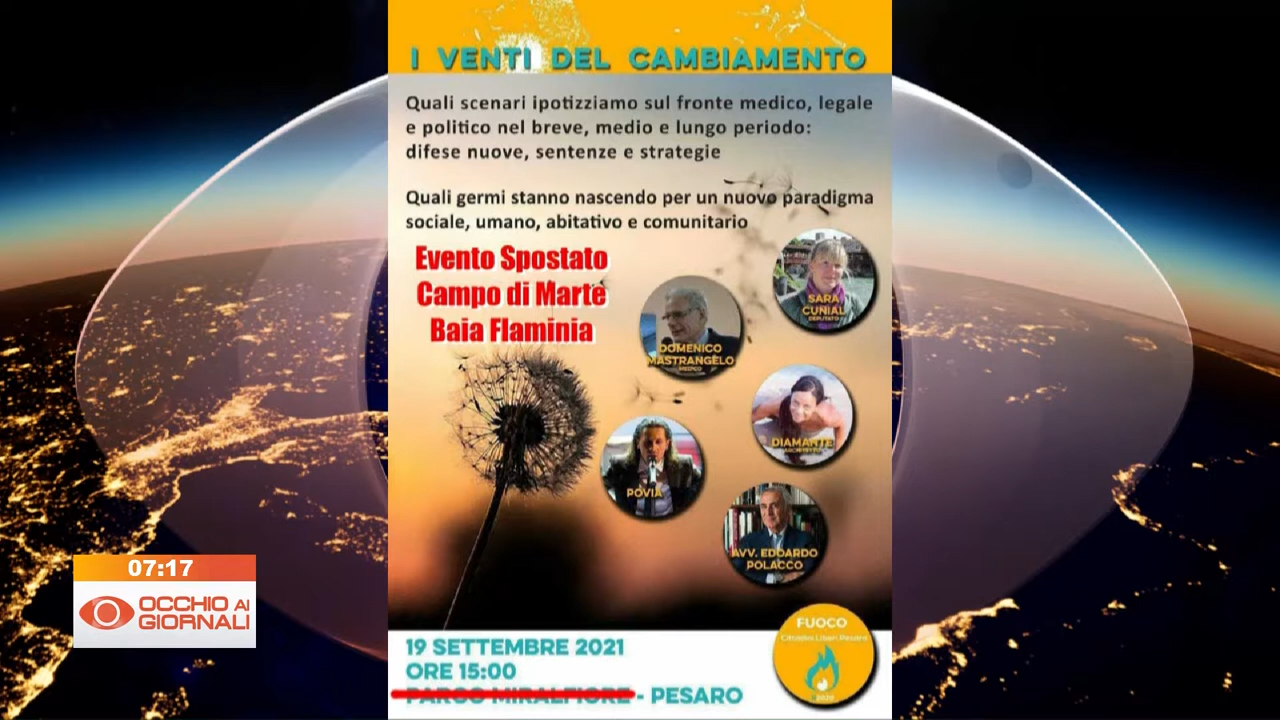 I VENTI DEL CAMBIAMENTO
Quali scenari ipotizziamo sul fronte medico, legale
e politico nel breve, medio e lungo periodo:
difese nuove, sentenze e strategie
Quali germi stanno nascendo per un nuovo paradigma
sociale, umano, abitativo e comunitario
Evento Spostato
Campo di Marte
Baia Flaminia
SARA
CUNIAL
DEPUTATO
DOMENICO
MASTRANGELO
MEDICO
DIAMANTE
POVIA
AVV. EDOARDO
POLACCO
19 SETTEMBRE 2021
ORE 15:00
PARCO MIRALFIORE - PESARO
FUOCO
Cittadini Liberi Pesaro
2020
07:17
OCCHIO AI
GIORNALI